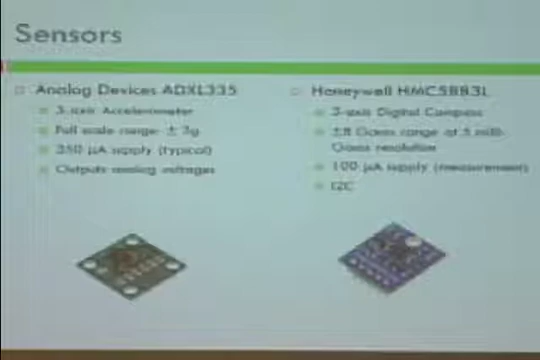 Sensors
Analog Devices ADXL335
3-axis Accelerometer
Full scale range: ± 3g
350 µA supply (typical)
Outputs analog voltages
Honeywell HMC5883L
3-axis Digital Compass
±8 Gauss range at 5 milli-
Gauss resolution
100 µA supply (measurement)
I2C